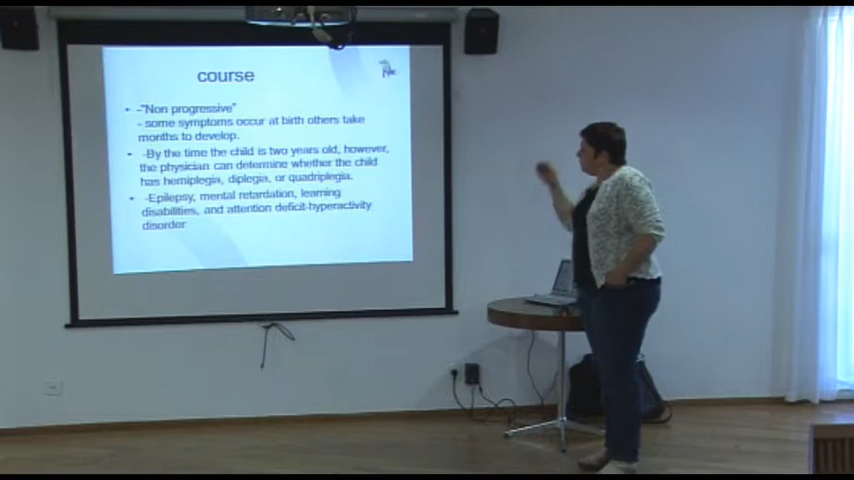 course
• -"Non progressive"
- some symptoms occur at birth others take
months to develop.
• -By the time the child is two years old, however,
the physician can determine whether the child
has hemiplegia, diplegia, or quadriplegia.
• -Epilepsy, mental retardation, learning
disabilities, and attention deficit-hyperactivity
disorder